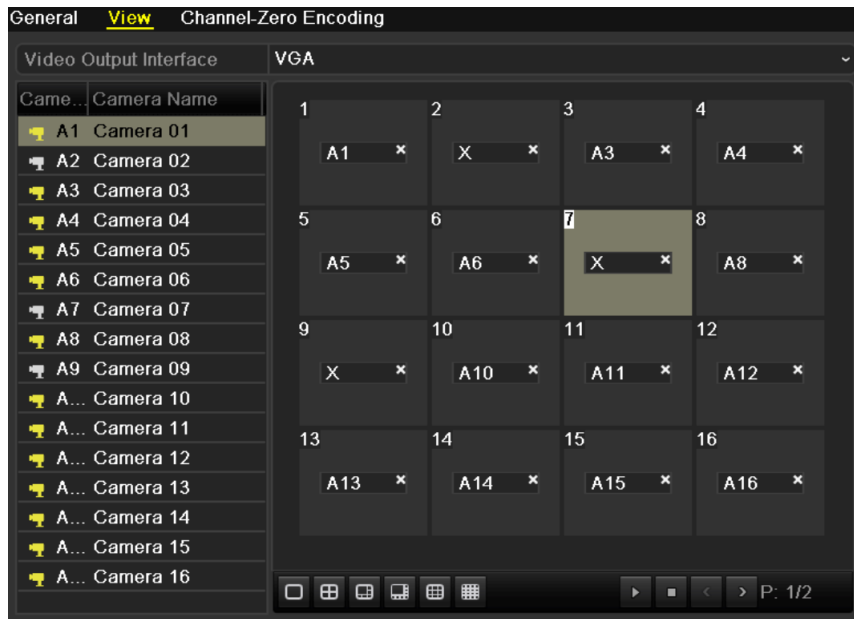 General View Channel-Zero Encoding
Video Output Interface VGA
Came... Camera Name
A1 Camera 01
A2 Camera 02
A3 Camera 03
A4 Camera 04
A5 Camera 05
A6 Camera 06
A7 Camera 07
A8 Camera 08
A9 Camera 09
A... Camera 10
A... Camera 11
A... Camera 12
A... Camera 13
A... Camera 14
A... Camera 15
A... Camera 16
1 2 3 4
A1 X A3 A4
5 6 7 8
A5 A6 X A8
9 10 11 12
X A10 A11 A12
13 14 15 16
A13 A14 A15 A16
P: 1/2